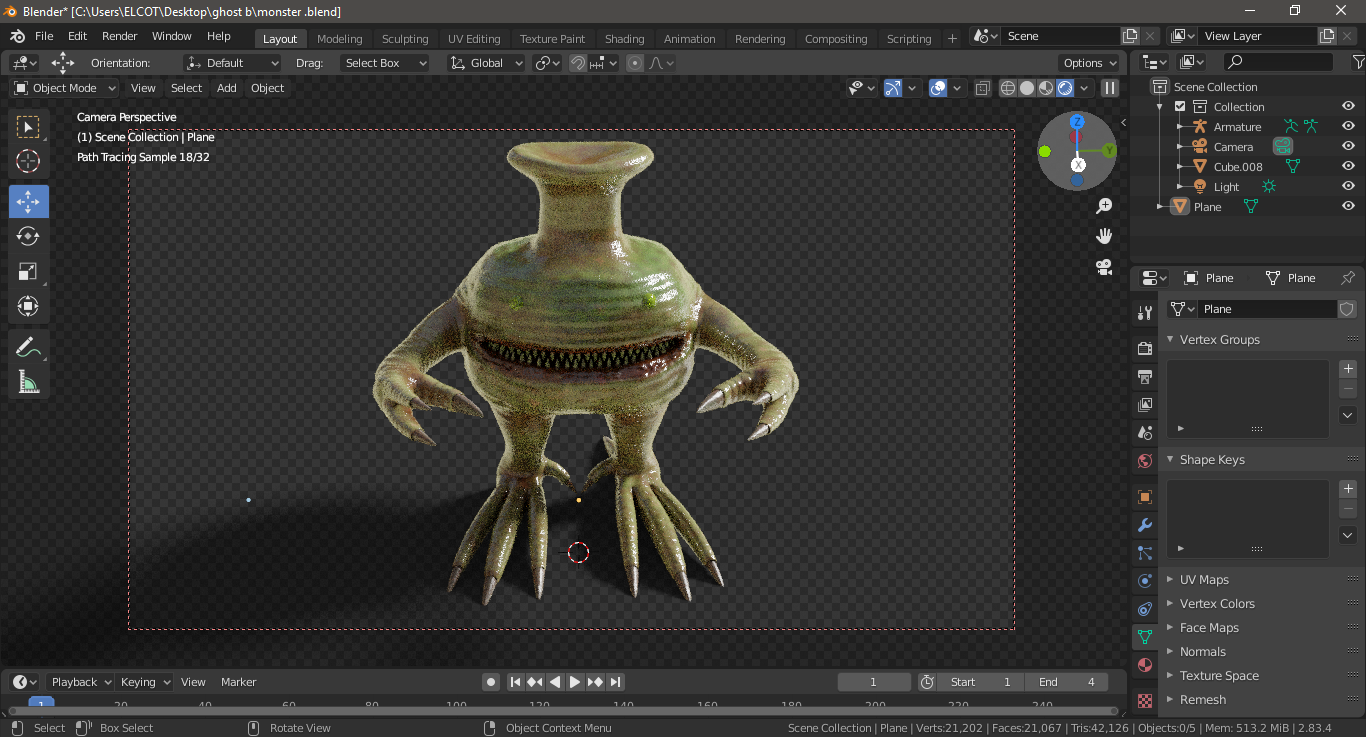 Blender* [C:\Users\ELCOT\Desktop\ghost b\monster .blend]
File Edit Render Window Help Layout Modeling Sculpting UV Editing Texture Paint Shading Animation Rendering Compositing Scripting + Scene View Layer
Orientation: Default Drag: Select Box Global Options
Object Mode View Select Add Object
Camera Perspective
(1) Scene Collection | Plane
Path Tracing Sample 18/32
Z
Y
X
Scene Collection
Collection
Armature
Camera
Cube.008
Light
Plane
Plane Plane
Plane
Vertex Groups
Shape Keys
UV Maps
Vertex Colors
Face Maps
Normals
Texture Space
Remesh
Playback Keying View Marker 1 Start 1 End 4
1 20 40 60 80 100 120 140 160 180 200 220 240
Select Box Select Rotate View Object Context Menu Scene Collection | Plane | Verts:21,202 | Faces:21,067 | Tris:42,126 | Objects:0/5 | Mem: 513.2 MiB | 2.83.4